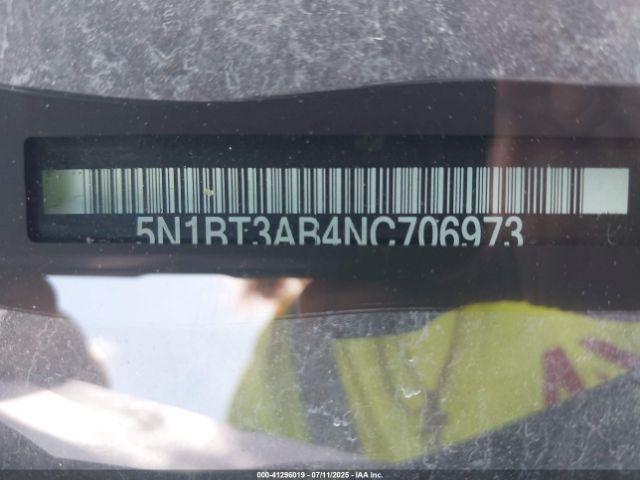 5N1BT3AB4NC706973
000-41296019 - 07/11/2025 - IAA Inc.